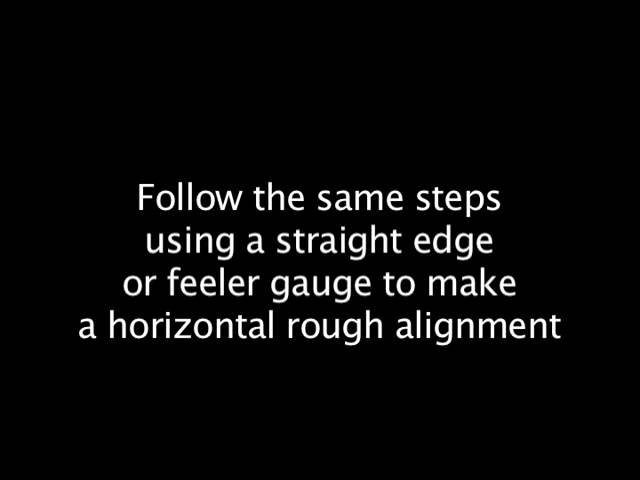 Follow the same steps
using a straight edge
or feeler gauge to make
a horizontal rough alignment